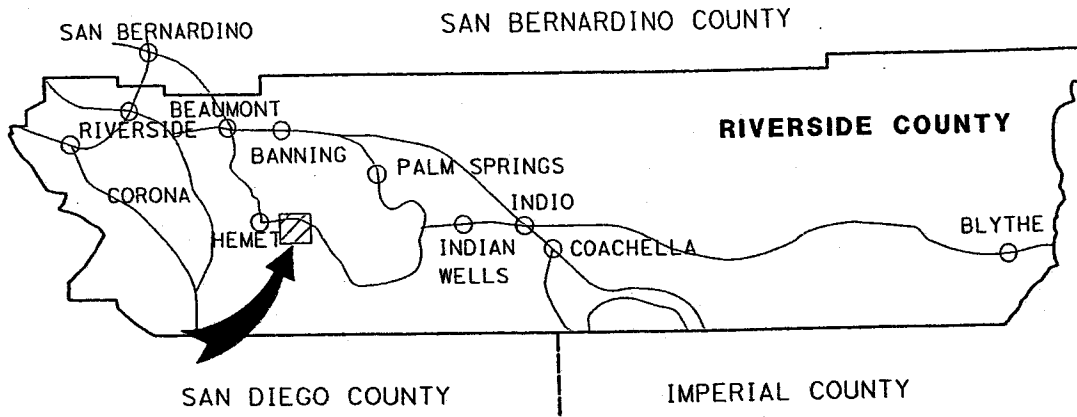 SAN BERNARDINO COUNTY
SAN BERNARDINO
BEAUMONT
RIVERSIDE
RIVERSIDE COUNTY
BANNING
PALM SPRINGS
CORONA
INDIO
HEMET
INDIAN
WELLS
COACHELLA
BLYTHE
SAN DIEGO COUNTY
IMPERIAL COUNTY